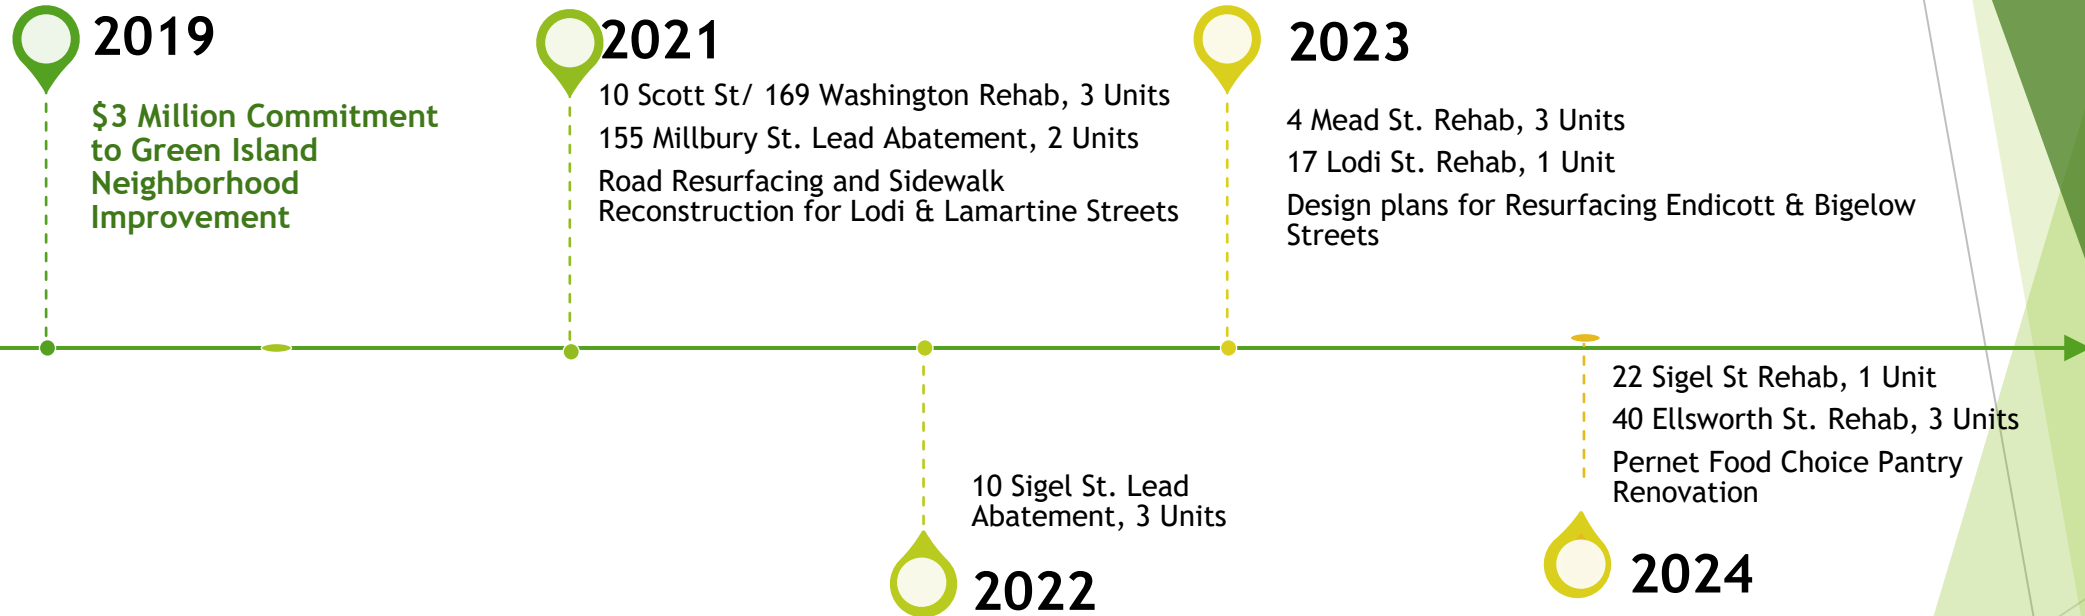 2019
$3 Million Commitment
to Green Island
Neighborhood
Improvement
2021
10 Scott St/ 169 Washington Rehab, 3 Units
155 Millbury St. Lead Abatement, 2 Units
Road Resurfacing and Sidewalk
Reconstruction for Lodi & Lamartine Streets
10 Sigel St. Lead
Abatement, 3 Units
2022
2023
4 Mead St. Rehab, 3 Units
17 Lodi St. Rehab, 1 Unit
Design plans for Resurfacing Endicott & Bigelow
Streets
22 Sigel St Rehab, 1 Unit
40 Ellsworth St. Rehab, 3 Units
Pernet Food Choice Pantry
Renovation
2024